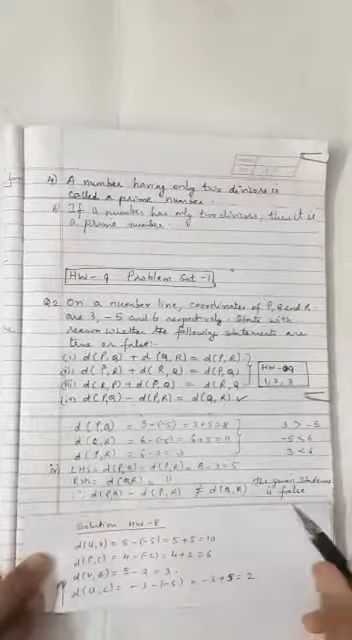 4) A number having only two divisors is
called a prime number.
If a number has only two divisors, then it is
a prime number.
HW-9 Problem Set-1
Q2 On a number line, coordinates of P, Q and R
are 3, -5 and 6 respectively. State with
reason whether the following statements are
true or false:-
(i) d(P,Q) + d(Q,R) = d(P,R)
(ii) d(P,R) + d(R,Q) = d(P,Q)
(iii) d(R,P) + d(P,Q) = d(R,Q)
HW-09
1, 2, 3
(iv) d(P,Q) - d(P,R) = d(Q,R) ✓
d(P,Q) = 3-(-5) = 3+5 = 8 3 > -5
d(Q,R) = 6-(-5) = 6+5 = 11 -5 < 6
d(P,R) = 6-3 = 3 3 < 6
iv) LHS = d(P,Q) - d(P,R) = 8-3 = 5
RHS = d(QR) = 11
∴ d(P,Q) - d(P,R) ≠ d(Q,R) The given statement
is false
Solution HW-8
= 5-(-5) = 5+5 = 10
= 4-(-2) = 4+2 = 6
= 5-2 = 3.
= -3-(-5) = -3+5 = 2